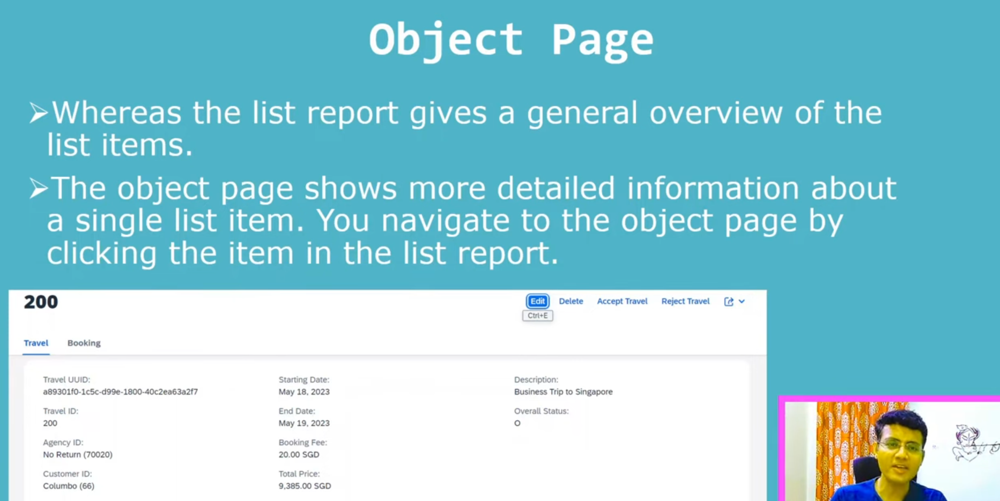 Object Page
➢Whereas the list report gives a general overview of the
list items.
➢The object page shows more detailed information about
a single list item. You navigate to the object page by
clicking the item in the list report.
200
Edit Delete Accept Travel Reject Travel
Ctrl+E
Travel Booking
Travel UUID: Starting Date: Description:
a89301f0-1c5c-d99e-1800-40c2ea63a2f7 May 18, 2023 Business Trip to Singapore
Travel ID: End Date: Overall Status:
200 May 19, 2023 O
Agency ID: Booking Fee:
No Return (70020) 20.00 SGD
Customer ID: Total Price:
Columbo (66) 9,385.00 SGD